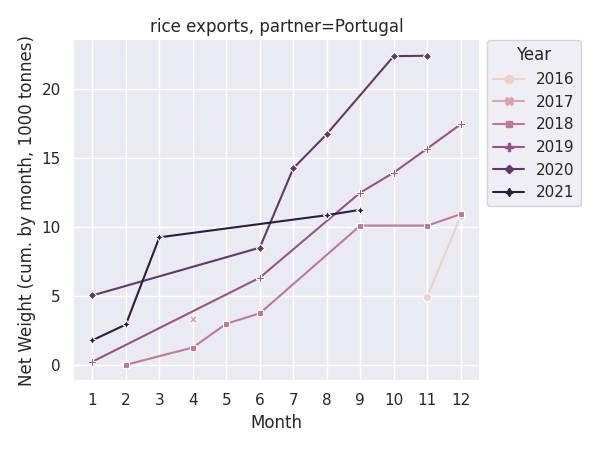 rice exports, partner=Portugal
Net Weight (cum. by month, 1000 tonnes)
20
15
10
5
0
1 2 3 4 5 6 7 8 9 10 11 12
Month
Year
2016
2017
2018
2019
2020
2021